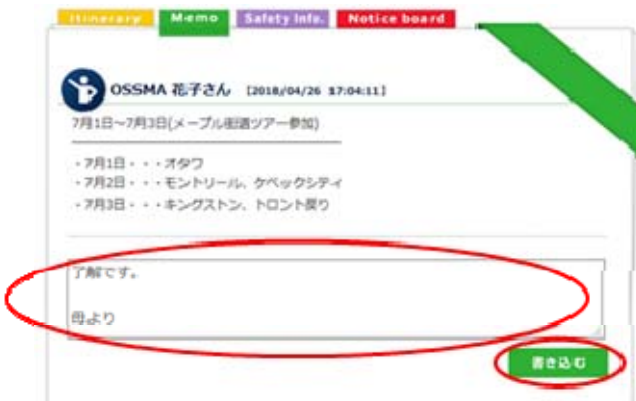 Itinerary Memo Safety Info. Notice board
OSSMA 花子さん [2018/04/26 17:04:11]
7月1日~7月3日(メープル街道ツアー参加)
・7月1日・・・オタワ
・7月2日・・・モントリール、ケベックシティ
・7月3日・・・キングストン、トロント戻り
了解です。
母より
書き込む